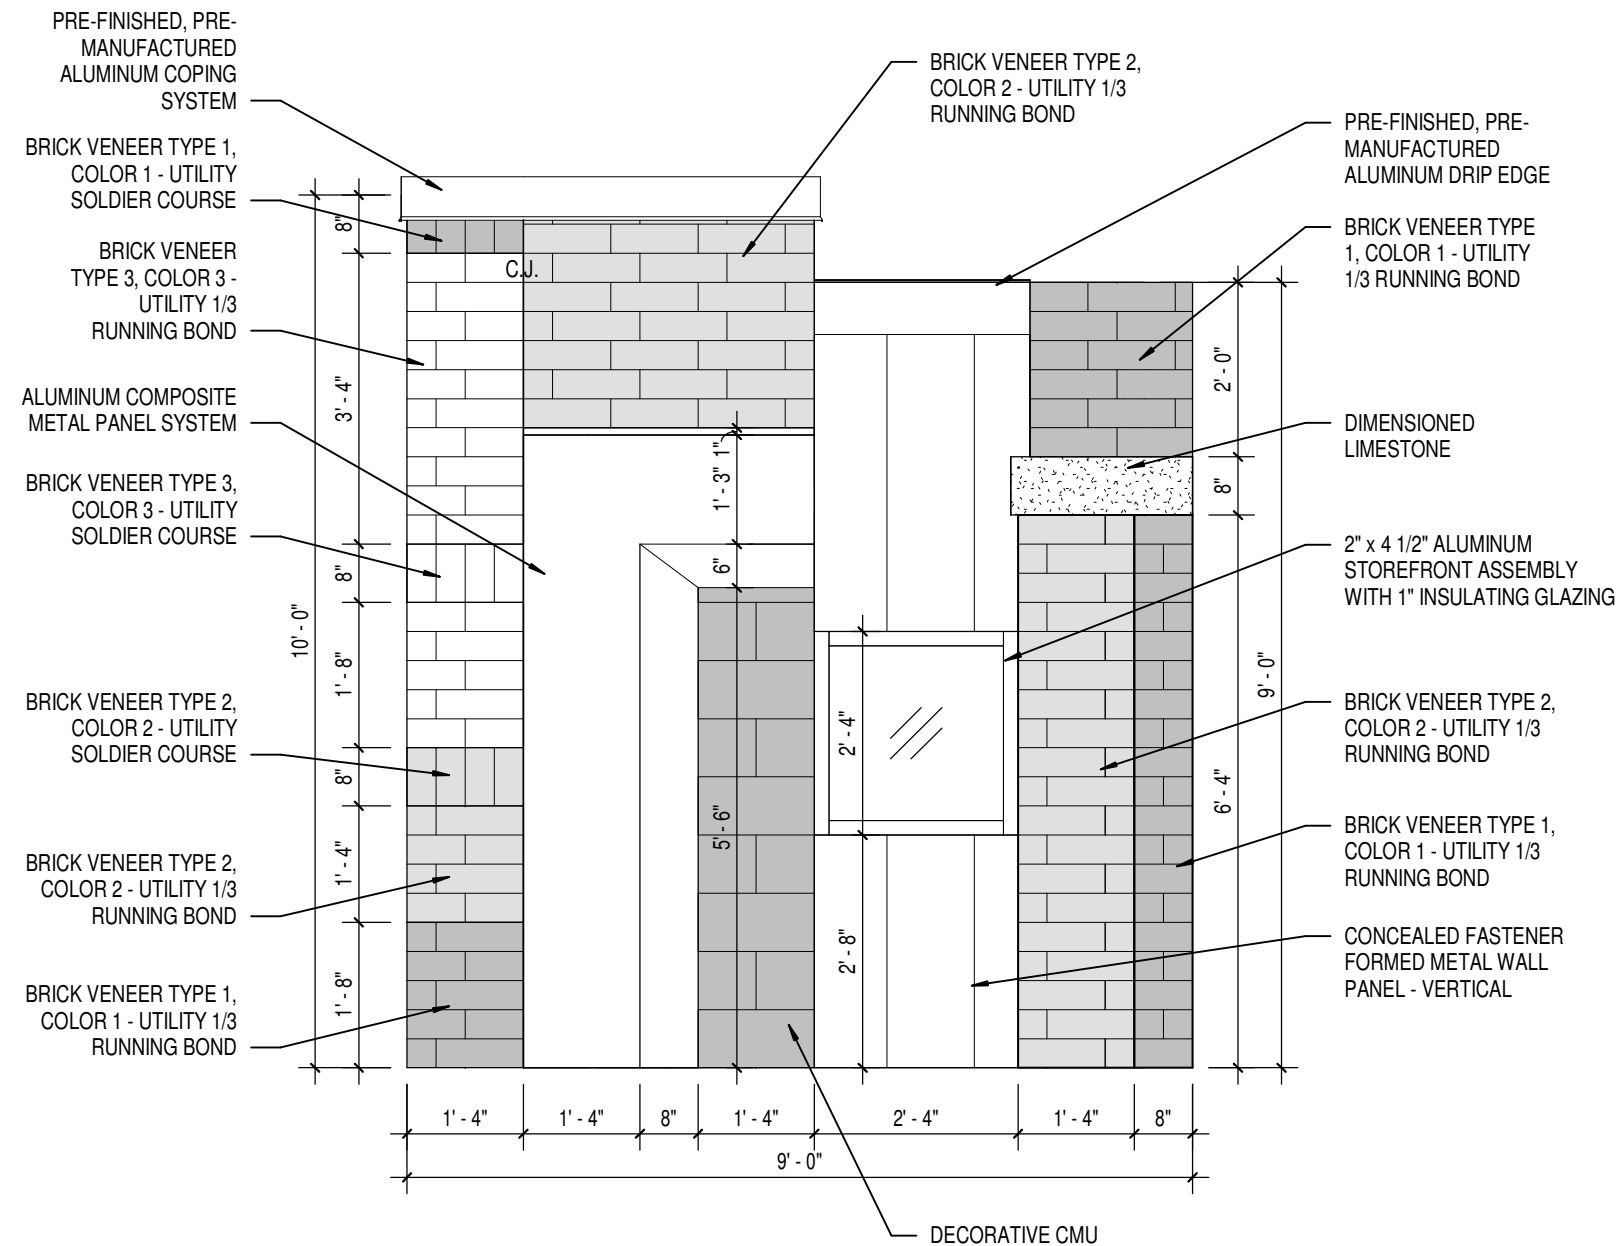 PRE-FINISHED, PRE-
MANUFACTURED
ALUMINUM COPING
SYSTEM
BRICK VENEER TYPE 1,
COLOR 1 - UTILITY
SOLDIER COURSE
BRICK VENEER
TYPE 3, COLOR 3 -
UTILITY 1/3
RUNNING BOND
ALUMINUM COMPOSITE
METAL PANEL SYSTEM
BRICK VENEER TYPE 3,
COLOR 3 - UTILITY
SOLDIER COURSE
BRICK VENEER TYPE 2,
COLOR 2 - UTILITY
SOLDIER COURSE
BRICK VENEER TYPE 2,
COLOR 2 - UTILITY 1/3
RUNNING BOND
BRICK VENEER TYPE 1,
COLOR 1 - UTILITY 1/3
RUNNING BOND
10' - 0"
8"
3' - 4"
8"
1' - 8"
8"
1' - 4"
1' - 8"
C.J.
1"
1' - 3"
6"
5' - 6"
2' - 4"
2' - 8"
BRICK VENEER TYPE 2,
COLOR 2 - UTILITY 1/3
RUNNING BOND
2' - 0"
8"
6' - 4"
9' - 0"
PRE-FINISHED, PRE-
MANUFACTURED
ALUMINUM DRIP EDGE
BRICK VENEER TYPE
1, COLOR 1 - UTILITY
1/3 RUNNING BOND
DIMENSIONED
LIMESTONE
2" x 4 1/2" ALUMINUM
STOREFRONT ASSEMBLY
WITH 1" INSULATING GLAZING
BRICK VENEER TYPE 2,
COLOR 2 - UTILITY 1/3
RUNNING BOND
BRICK VENEER TYPE 1,
COLOR 1 - UTILITY 1/3
RUNNING BOND
CONCEALED FASTENER
FORMED METAL WALL
PANEL - VERTICAL
1' - 4"
1' - 4"
8"
1' - 4"
2' - 4"
1' - 4"
8"
9' - 0"
DECORATIVE CMU